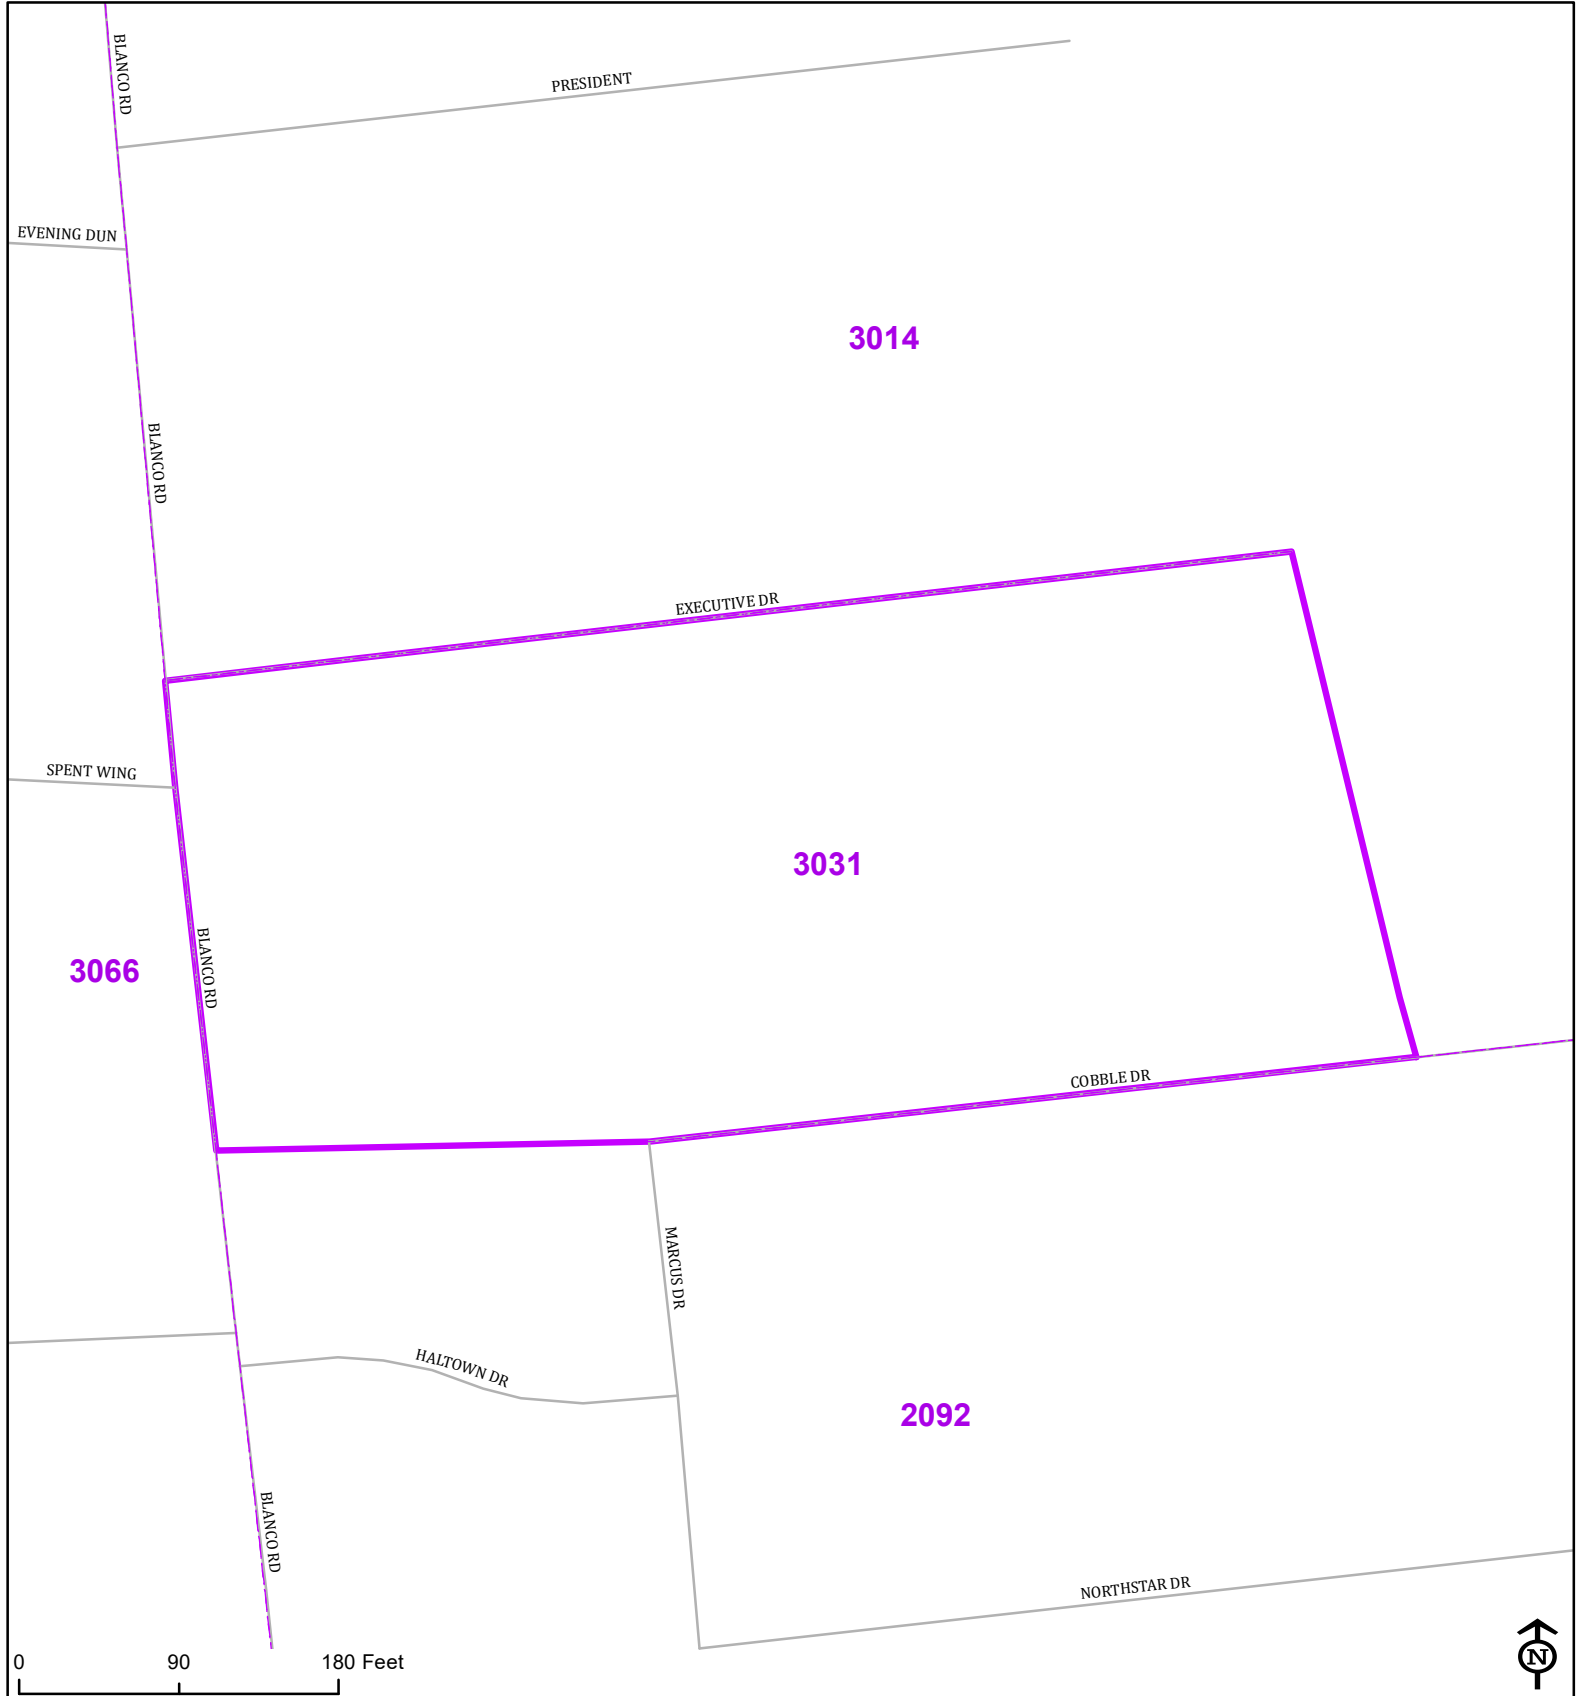 BLANCO RD
PRESIDENT
EVENING DUN
3014
BLANCO RD
EXECUTIVE DR
SPENT WING
3031
BLANCO RD
3066
COBBLE DR
MARCUS DR
HALTOWN DR
2092
BLANCO RD
NORTHSTAR DR
0 90 180 Feet
N